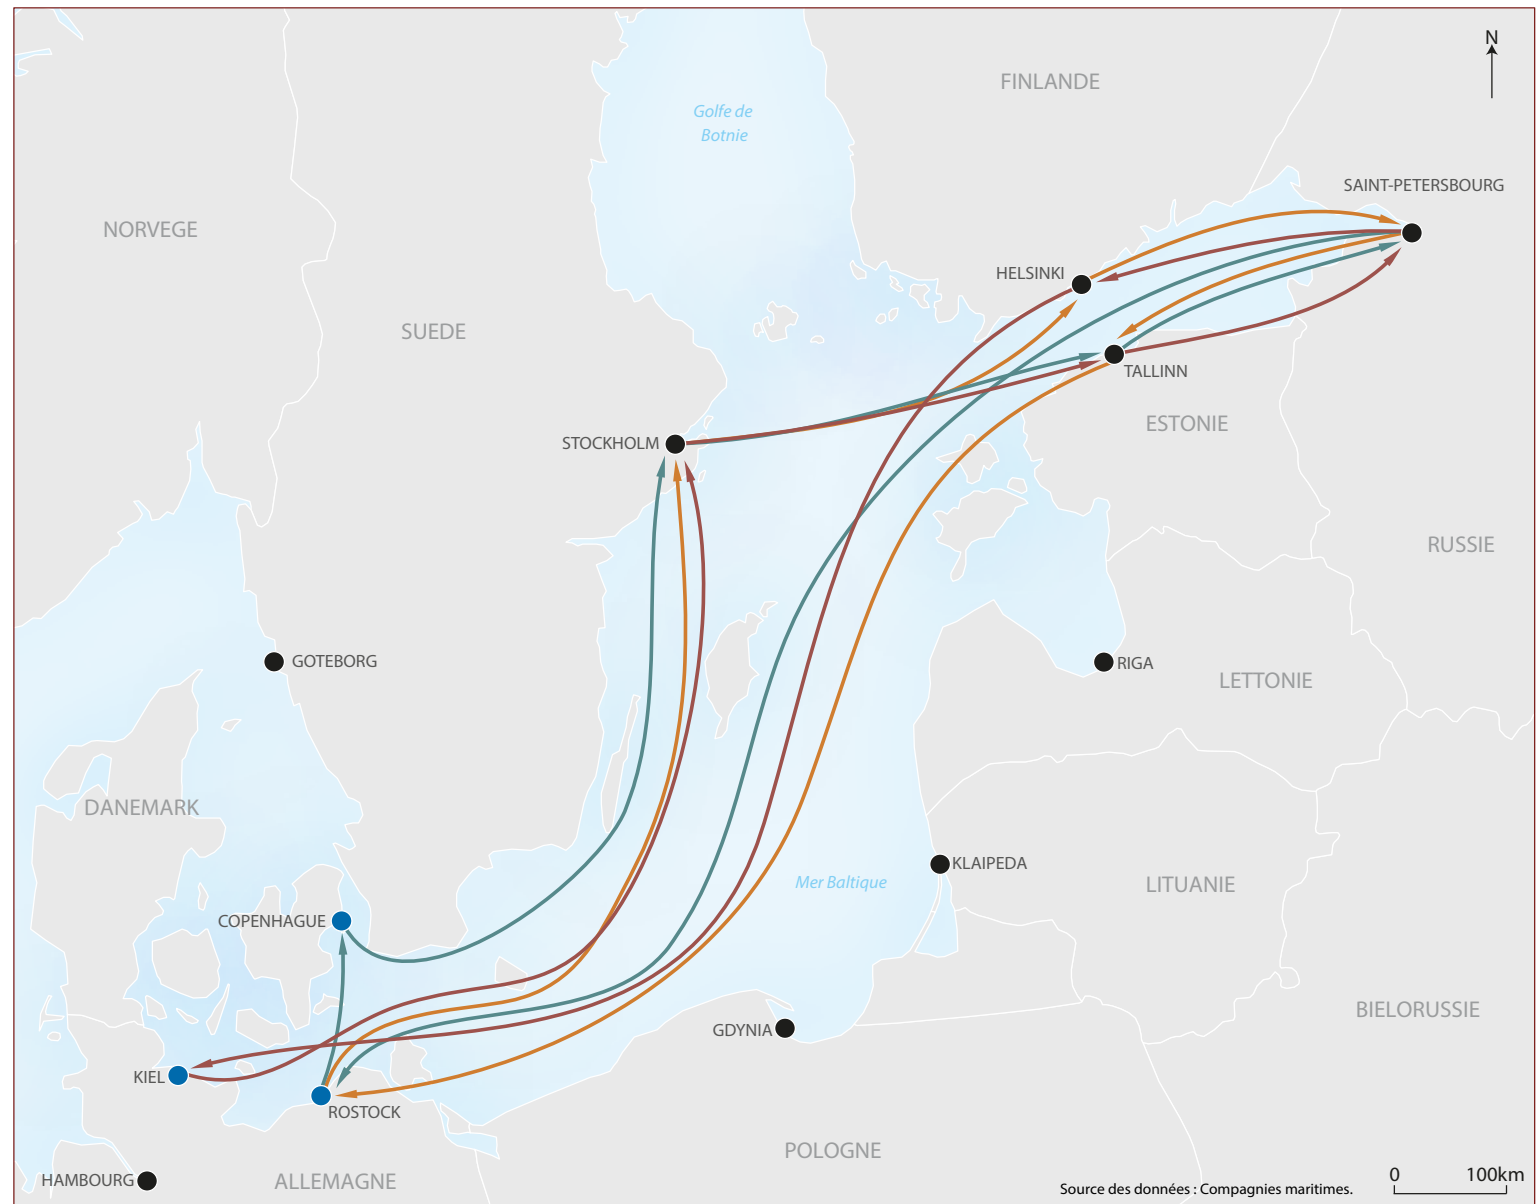 N
FINLANDE
Golfe de
Botnie
SAINT-PETERSBOURG
NORVEGE
HELSINKI
SUEDE
TALLINN
ESTONIE
STOCKHOLM
RUSSIE
GOTEBORG
RIGA
LETTONIE
DANEMARK
KLAIPEDA
Mer Baltique
LITUANIE
COPENHAGUE
BIELORUSSIE
GDYNIA
KIEL
ROSTOCK
POLOGNE
HAMBOURG
ALLEMAGNE
0 100km
Source des données : Compagnies maritimes.